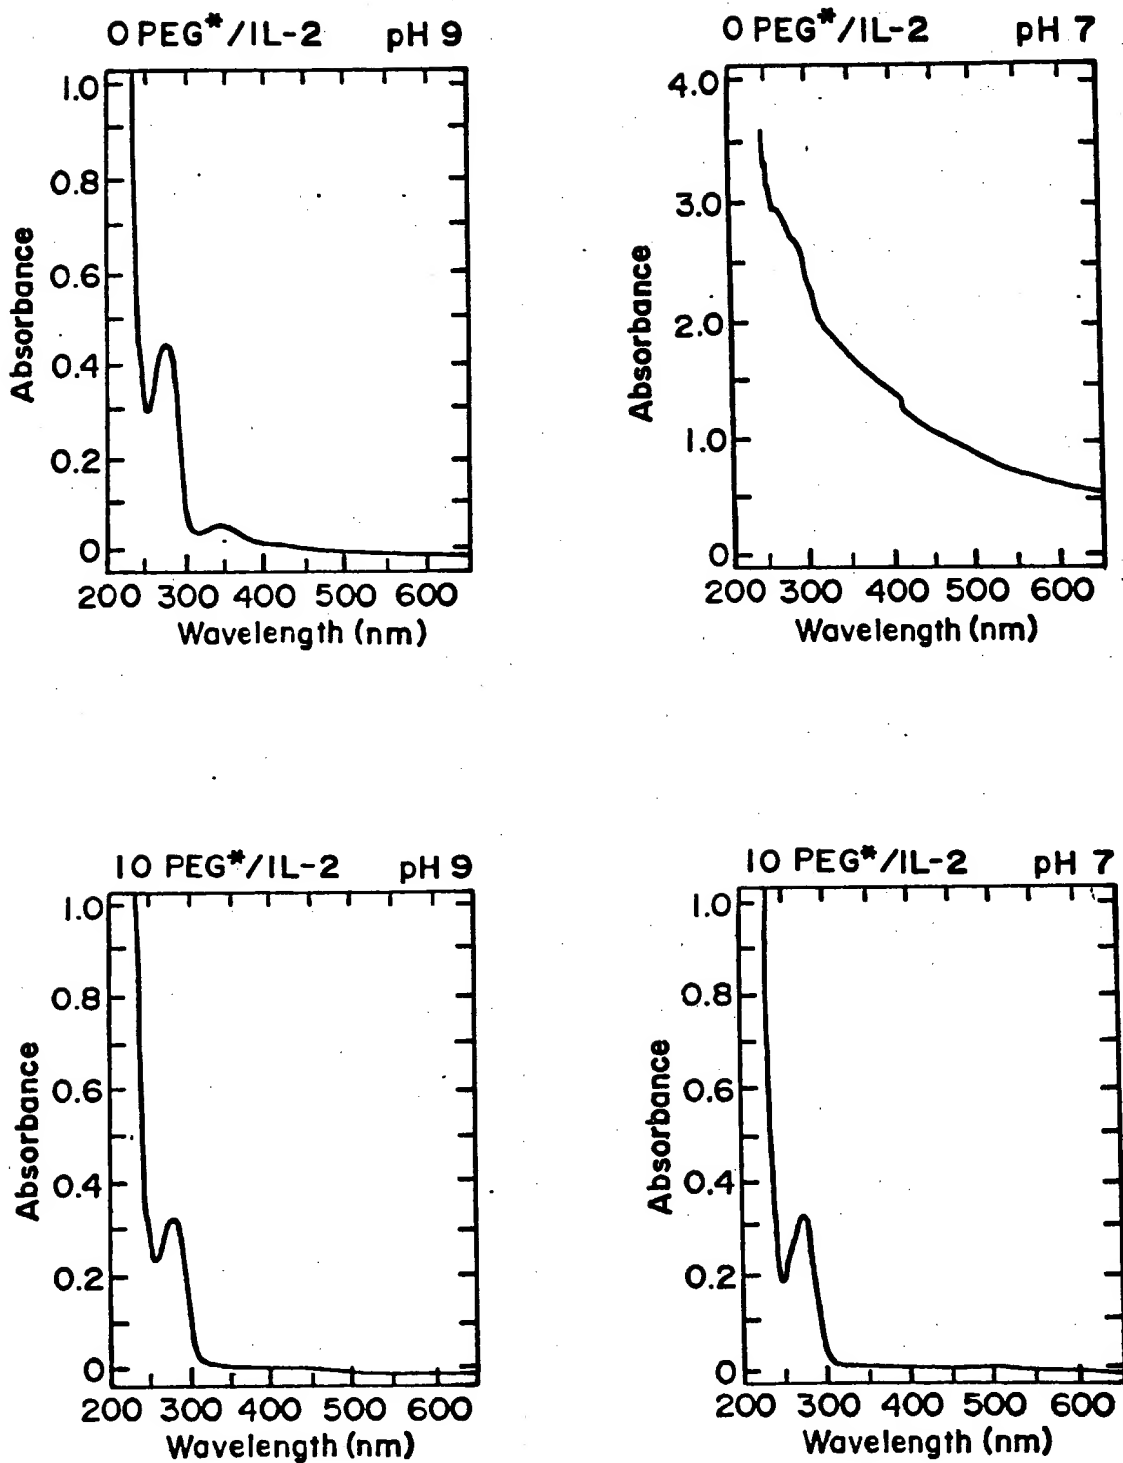 0 PEG*/IL-2 pH 9
1.0
0.8
0.6
0.4
0.2
0
Absorbance
200 300 400 500 600
Wavelength (nm)
0 PEG*/IL-2 pH 7
4.0
3.0
2.0
1.0
0
Absorbance
200 300 400 500 600
Wavelength (nm)
10 PEG*/IL-2 pH 9
1.0
0.8
0.6
0.4
0.2
0
Absorbance
200 300 400 500 600
Wavelength (nm)
10 PEG*/IL-2 pH 7
1.0
0.8
0.6
0.4
0.2
0
Absorbance
200 300 400 500 600
Wavelength (nm)